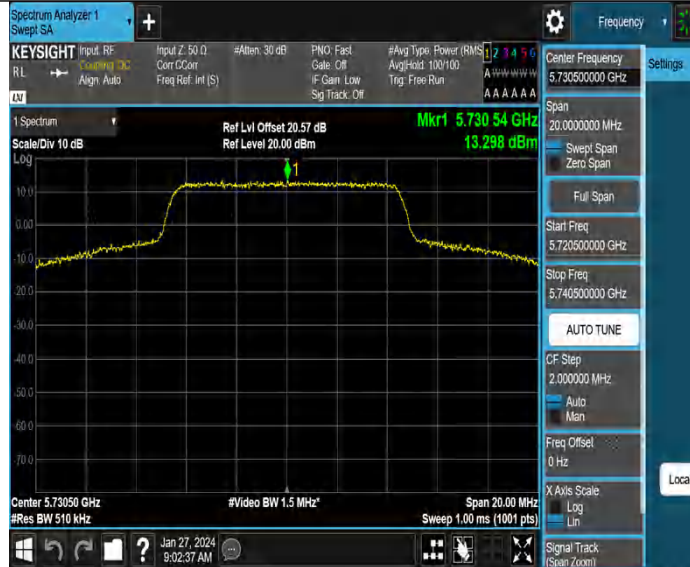 Spectrum Analyzer 1
Swept SA
+
Frequency
KEYSIGHT
RL
Input: RF
Coupling: DC
Align: Auto
Input Z: 50 Ω
Corr CCorr
Freq Ref: Int (S)
#Atten: 30 dB
PNO: Fast
Gate: Off
IF Gain: Low
Sig Track: Off
#Avg Type: Power (RMS
Avg|Hold: 100/100
Trig: Free Run
1 2 3 4 5 6
A W W W W W
A A A A A A
LXI
1 Spectrum
Scale/Div 10 dB
Log
Ref Lvl Offset 20.57 dB
Ref Level 20.00 dBm
Mkr1 5.730 54 GHz
13.298 dBm
1
10.0
0.00
-10.0
-20.0
-30.0
-40.0
-50.0
-60.0
-70.0
Center 5.73050 GHz
#Res BW 510 kHz
#Video BW 1.5 MHz*
Span 20.00 MHz
Sweep 1.00 ms (1001 pts)
?
Jan 27, 2024
9:02:37 AM
Center Frequency
5.730500000 GHz
Span
20.0000000 MHz
Swept Span
Zero Span
Full Span
Start Freq
5.720500000 GHz
Stop Freq
5.740500000 GHz
AUTO TUNE
CF Step
2.000000 MHz
Auto
Man
Freq Offset
0 Hz
X Axis Scale
Log
Lin
Signal Track
(Span Zoom)
Settings
Loca